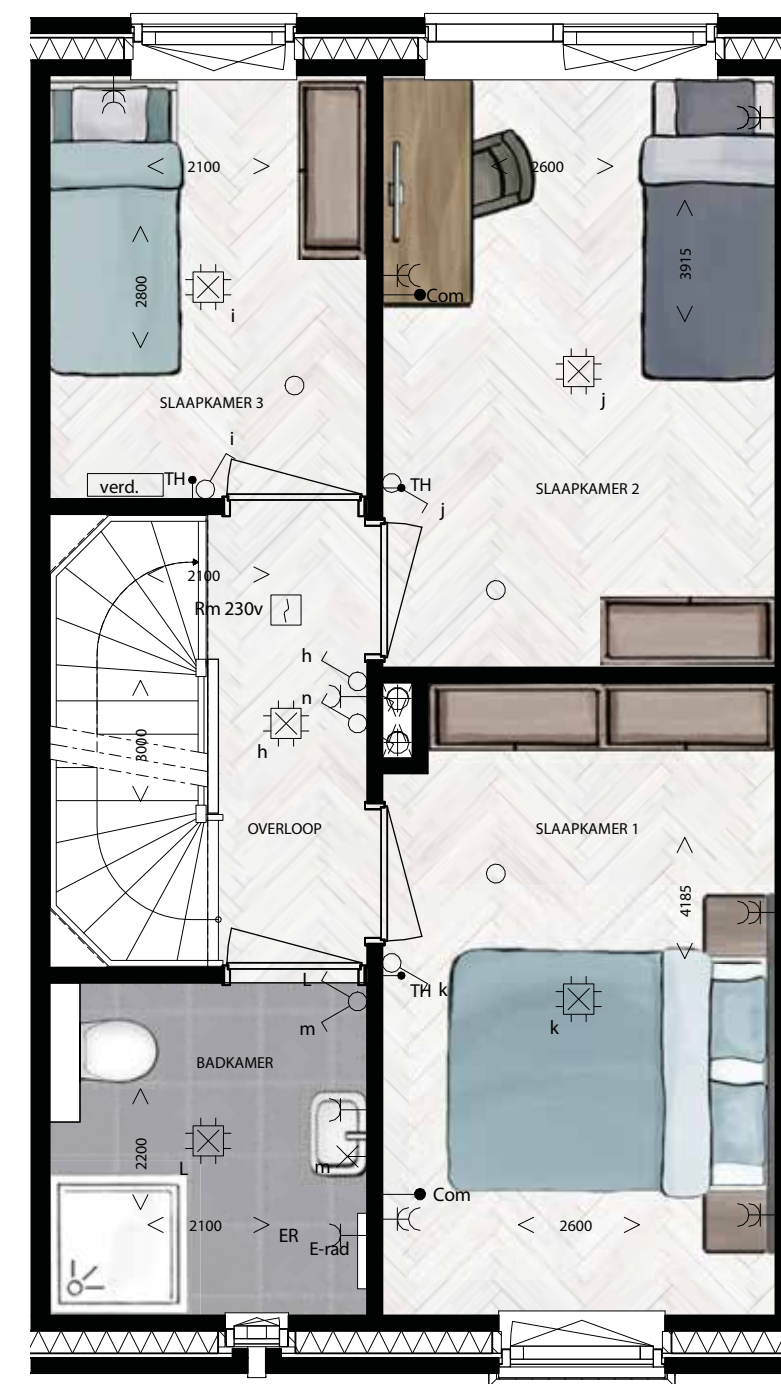 2100
2600
2800
3915
Com
i
j
SLAAPKAMER 3
i
verd.
TH
TH
j
SLAAPKAMER 2
2100
Rm 230v
h
n
h
3000
OVERLOOP
SLAAPKAMER 1
4185
L
m
TH
k
k
BADKAMER
2200
L
m
Com
2100
ER
E-rad
2600